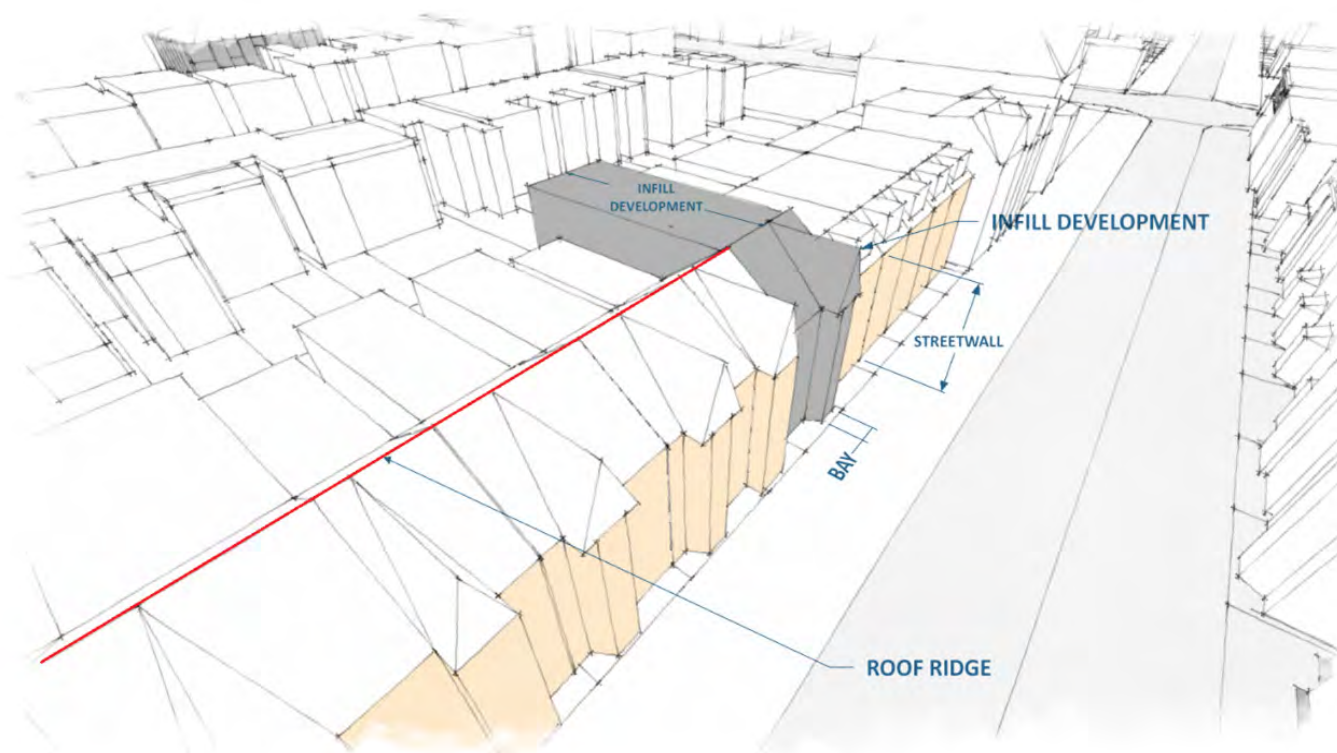 INFILL
DEVELOPMENT
INFILL DEVELOPMENT
STREETWALL
BAY
ROOF RIDGE